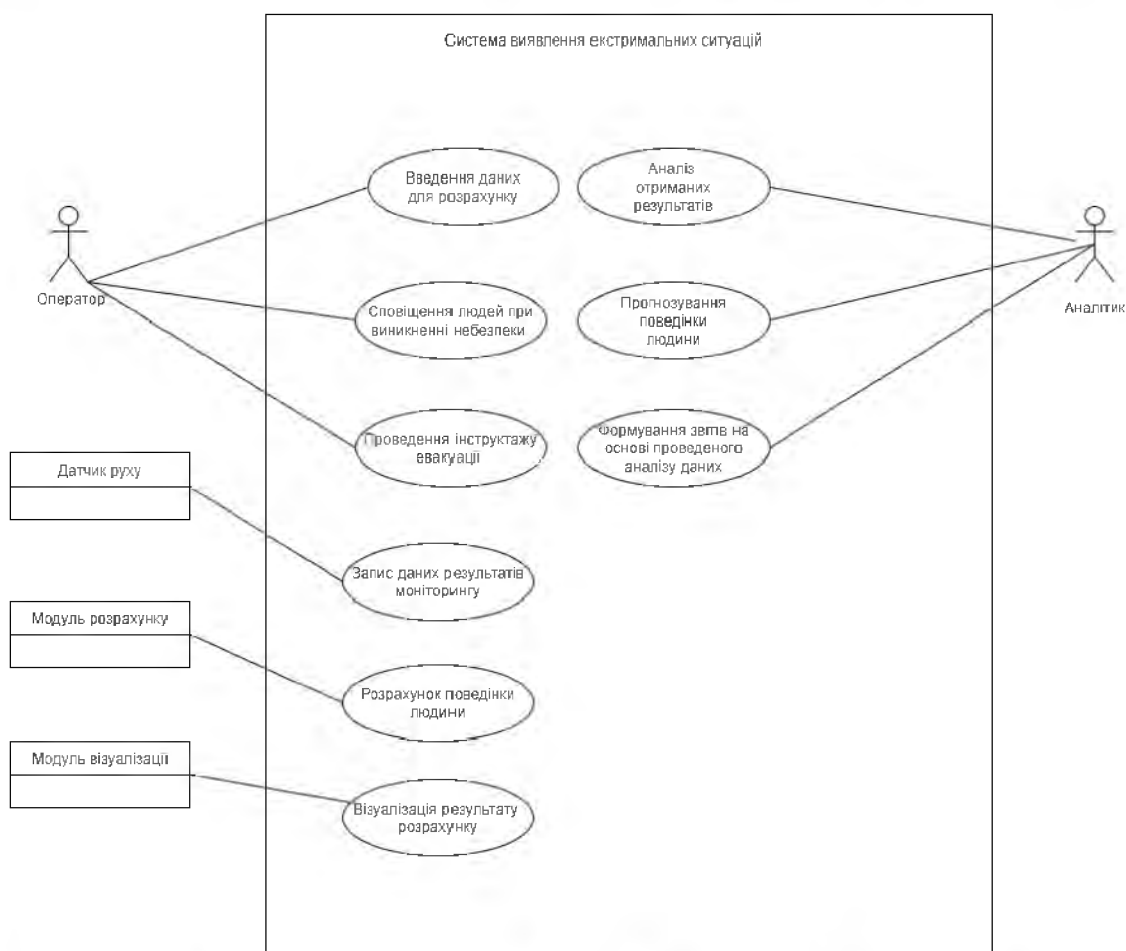 Система виявлення екстримальних ситуацій
Введення даних
для розрахунку
Аналіз
отриманих
результатів
Оператор
Сповіщення людей при
виникненні небезпеки
Прогнозування
поведінки
людини
Аналітик
Проведення інструктажу
евакуації
Формування звітів на
основі проведеного
аналізу даних
Датчик руху
Запис даних результатів
моніторингу
Модуль розрахунку
Розрахунок поведінки
людини
Модуль візуалізації
Візуалізація результату
розрахунку